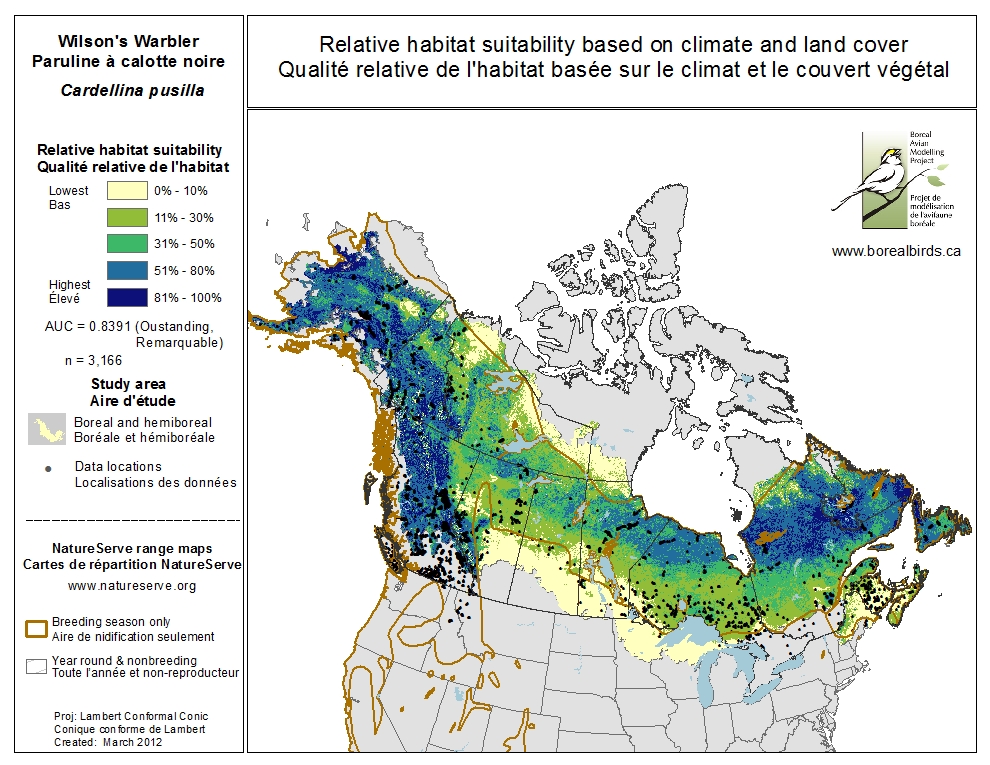 Wilson's Warbler
Paruline à calotte noire
Cardellina pusilla
Relative habitat suitability based on climate and land cover
Qualité relative de l'habitat basée sur le climat et le couvert végétal
Relative habitat suitability
Qualité relative de l'habitat
Lowest
Bas
0% - 10%
11% - 30%
31% - 50%
51% - 80%
Highest
Élevé
81% - 100%
AUC = 0.8391 (Oustanding,
Remarquable)
n = 3,166
Study area
Aire d'étude
Boreal and hemiboreal
Boréale et hémiboréale
Data locations
Localisations des données
NatureServe range maps
Cartes de répartition NatureServe
www.natureserve.org
Breeding season only
Aire de nidification seulement
Year round & nonbreeding
Toute l'année et non-reproducteur
Proj: Lambert Conformal Conic
Conique conforme de Lambert
Created: March 2012
Boreal
Avian
Modelling
Project
Projet de
modélisation
de l'avifaune
boréale
www.borealbirds.ca